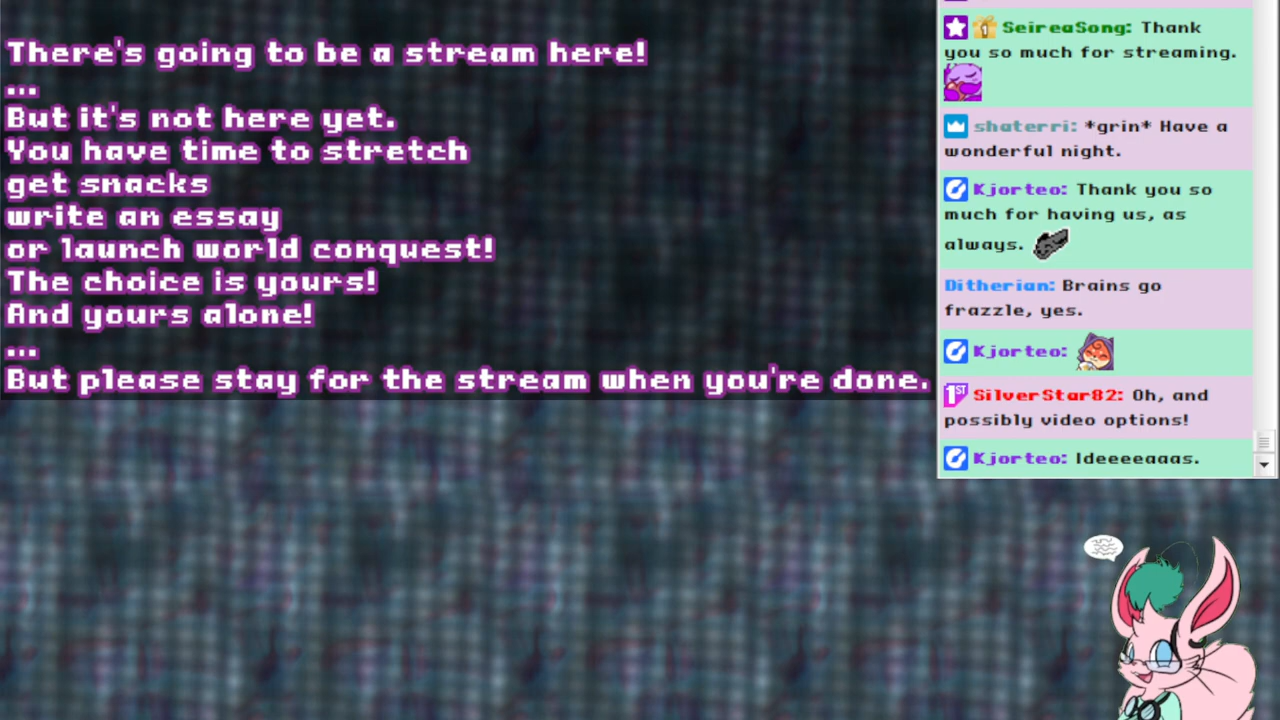 There's going to be a stream here!
...
But it's not here yet.
You have time to stretch
get snacks
write an essay
or launch world conquest!
The choice is yours!
And yours alone!
...
But please stay for the stream when you're done.
1 SeireaSong: Thank
you so much for streaming.
shaterri: *grin* Have a
wonderful night.
Kjorteo: Thank you so
much for having us, as
always.
Ditherian: Brains go
frazzle, yes.
Kjorteo:
1ST SilverStar82: Oh, and
possibly video options!
Kjorteo: Ideeeeaaas.